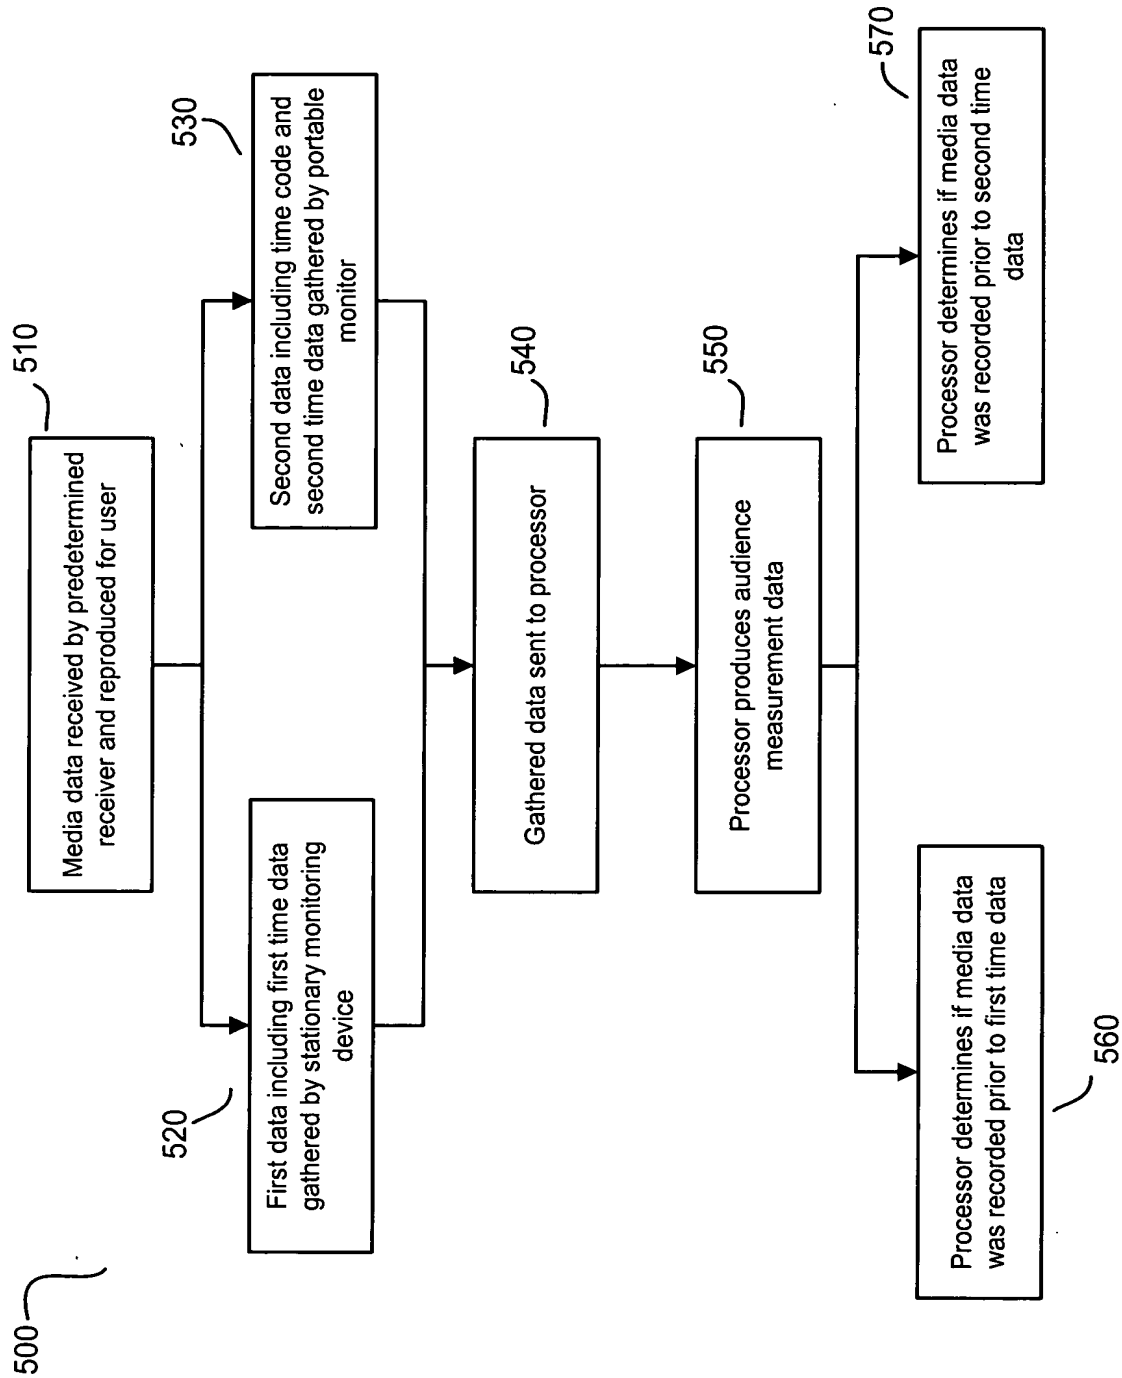 500
510
Media data received by predetermined
receiver and reproduced for user
520
First data including first time data
gathered by stationary monitoring
device
530
Second data including time code and
second time data gathered by portable
monitor
540
Gathered data sent to processor
550
Processor produces audience
measurement data
560
Processor determines if media data
was recorded prior to first time data
570
Processor determines if media data
was recorded prior to second time
data